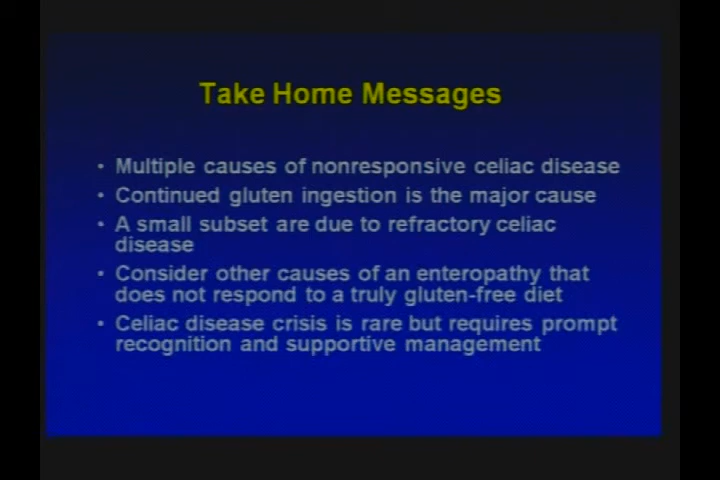 Take Home Messages
• Multiple causes of nonresponsive celiac disease
• Continued gluten ingestion is the major cause
• A small subset are due to refractory celiac
disease
• Consider other causes of an enteropathy that
does not respond to a truly gluten-free diet
• Celiac disease crisis is rare but requires prompt
recognition and supportive management